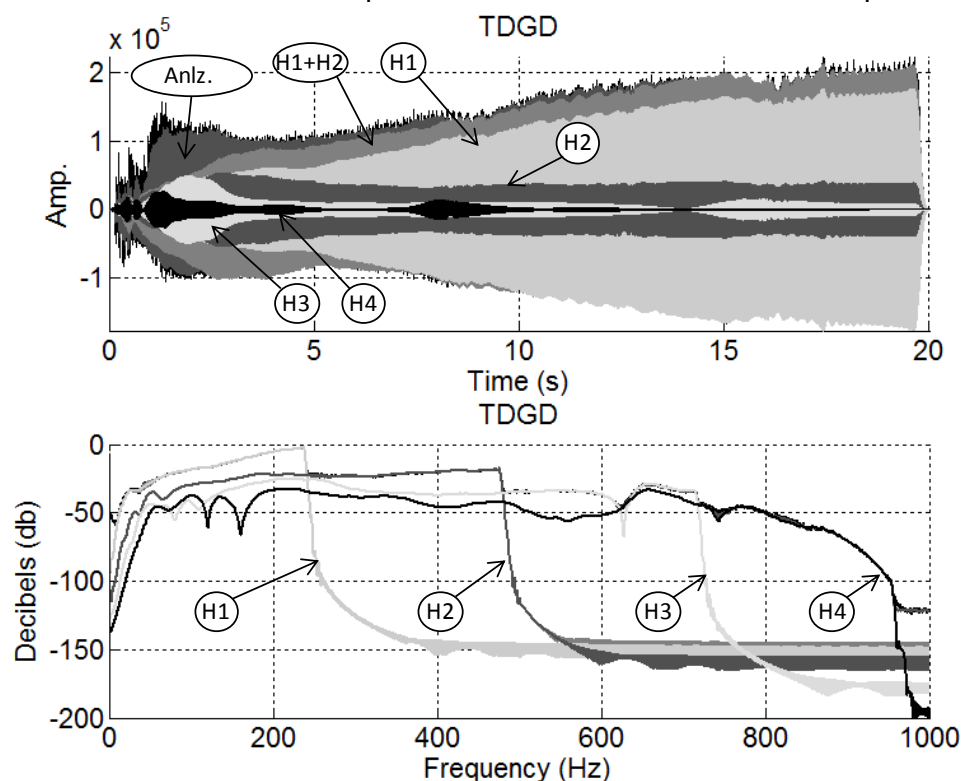 TDGD
x 10⁵
2
1
0
-1
Amp.
Anlz.
H1+H2
H1
H2
H3
H4
0
5
10
15
20
Time (s)
TDGD
0
-50
-100
-150
-200
Decibels (db)
H1
H2
H3
H4
0
200
400
600
800
1000
Frequency (Hz)